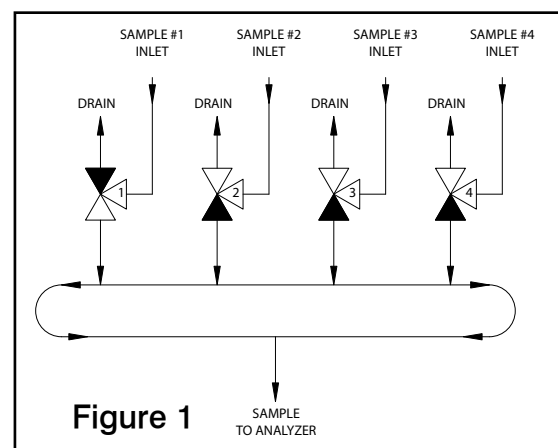 SAMPLE #1
INLET
SAMPLE #2
INLET
SAMPLE #3
INLET
SAMPLE #4
INLET
DRAIN
DRAIN
DRAIN
DRAIN
1
2
3
4
Figure 1
SAMPLE
TO ANALYZER